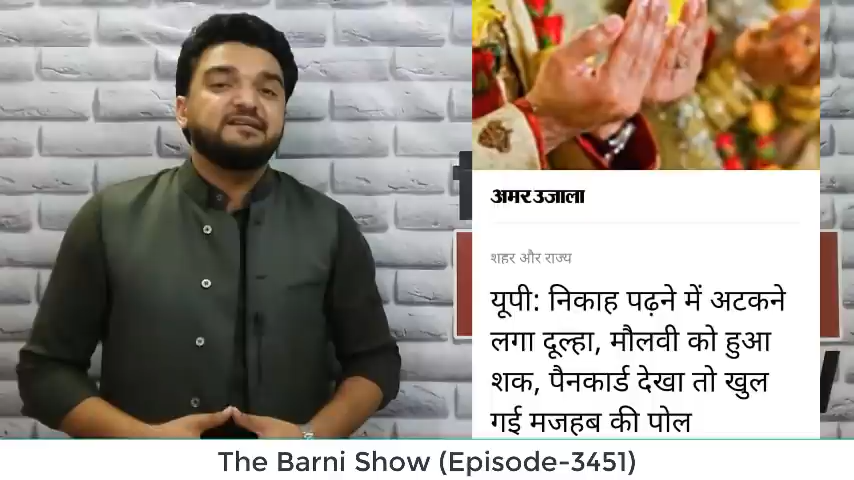 अमर उजाला
शहर और राज्य
यूपी: निकाह पढ़ने में अटकने
लगा दूल्हा, मौलवी को हुआ
शक, पैनकार्ड देखा तो खुल
गई मजहब की पोल
The Barni Show (Episode-3451)